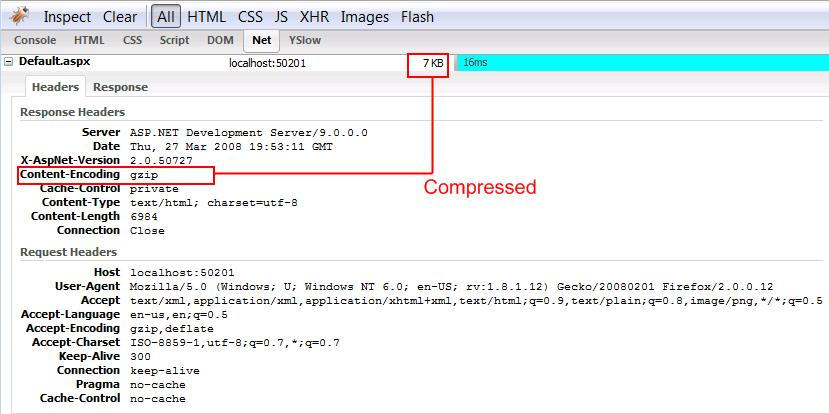 Inspect Clear All HTML CSS JS XHR Images Flash
Console HTML CSS Script DOM Net YSlow
Default.aspx localhost:50201 7 KB 16ms
Headers Response
Response Headers
Server ASP.NET Development Server/9.0.0.0
Date Thu, 27 Mar 2008 19:53:11 GMT
X-AspNet-Version 2.0.50727
Content-Encoding gzip
Compressed
Cache-Control private
Content-Type text/html; charset=utf-8
Content-Length 6984
Connection Close
Request Headers
Host localhost:50201
User-Agent Mozilla/5.0 (Windows; U; Windows NT 6.0; en-US; rv:1.8.1.12) Gecko/20080201 Firefox/2.0.0.12
Accept text/xml,application/xml,application/xhtml+xml,text/html;q=0.9,text/plain;q=0.8,image/png,*/*;q=0.5
Accept-Language en-us,en;q=0.5
Accept-Encoding gzip,deflate
Accept-Charset ISO-8859-1,utf-8;q=0.7,*;q=0.7
Keep-Alive 300
Connection keep-alive
Pragma no-cache
Cache-Control no-cache